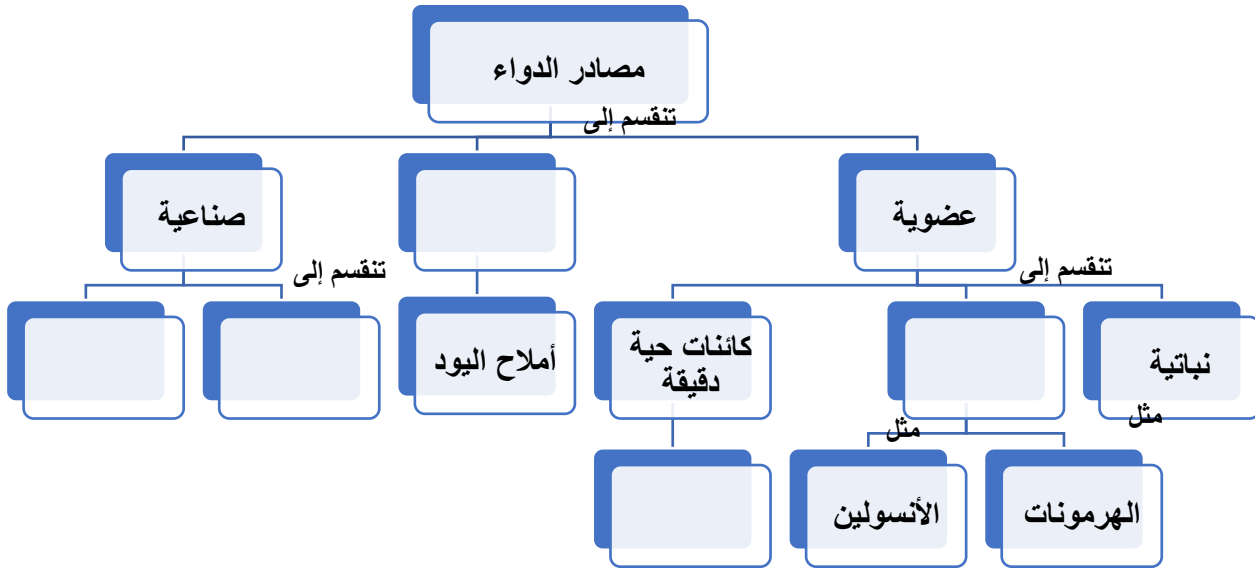 مصادر الدواء
تنقسم إلى
عضوية
صناعية
تنقسم إلى
تنقسم إلى
نباتية
كائنات حية
دقيقة
أملاح اليود
مثل
مثل
الهرمونات
الأنسولين